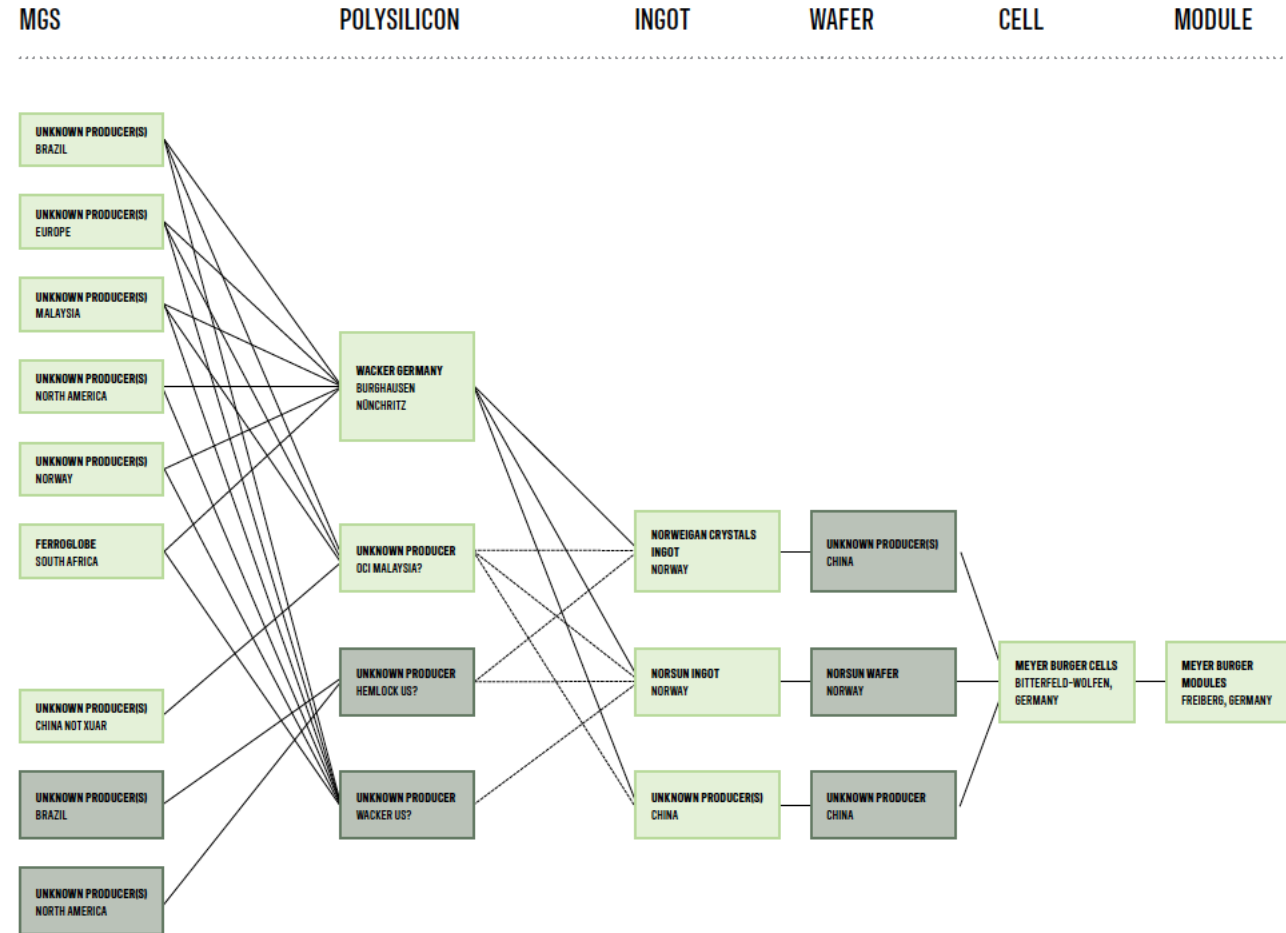 MGS
POLYSILICON
INGOT
WAFER
CELL
MODULE
UNKNOWN PRODUCER(S)
BRAZIL
UNKNOWN PRODUCER(S)
EUROPE
UNKNOWN PRODUCER(S)
MALAYSIA
UNKNOWN PRODUCER(S)
NORTH AMERICA
UNKNOWN PRODUCER(S)
NORWAY
FERROGLOBE
SOUTH AFRICA
UNKNOWN PRODUCER(S)
CHINA NOT XUAR
UNKNOWN PRODUCER(S)
BRAZIL
UNKNOWN PRODUCER(S)
NORTH AMERICA
WACKER GERMANY
BURGHAUSEN
NÜNCHRITZ
UNKNOWN PRODUCER
OCI MALAYSIA?
UNKNOWN PRODUCER
HEMLOCK US?
UNKNOWN PRODUCER
WACKER US?
NORWEIGAN CRYSTALS
INGOT
NORWAY
NORSUN INGOT
NORWAY
UNKNOWN PRODUCER(S)
CHINA
UNKNOWN PRODUCER(S)
CHINA
NORSUN WAFER
NORWAY
UNKNOWN PRODUCER
CHINA
MEYER BURGER CELLS
BITTERFELD-WOLFEN,
GERMANY
MEYER BURGER
MODULES
FREIBERG, GERMANY